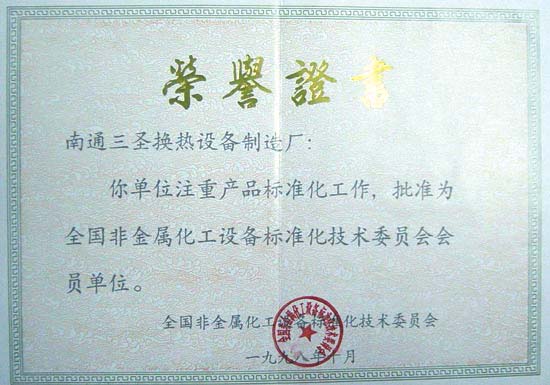 榮譽證書
南通三圣换热设备制造厂:
你单位注重产品标准化工作,批准为
全国非金属化工设备标准化技术委员会会
员单位。
全国非金属化工设备标准化技术委员会
一九九八年十月